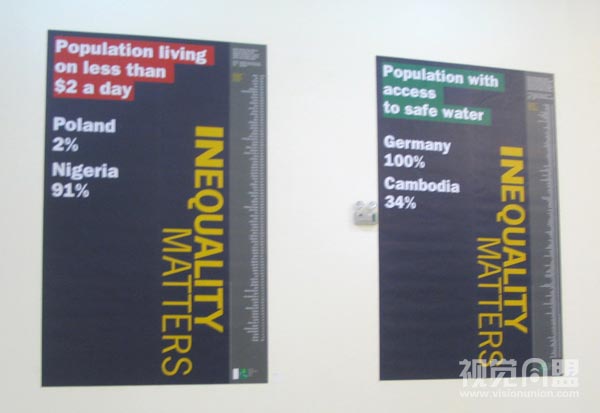 Population living
on less than
$2 a day
Poland
2%
Nigeria
91%
INEQUALITY
MATTERS
Population with
access
to safe water
Germany
100%
Cambodia
34%
INEQUALITY
MATTERS
视觉同盟
www.visionunion.com